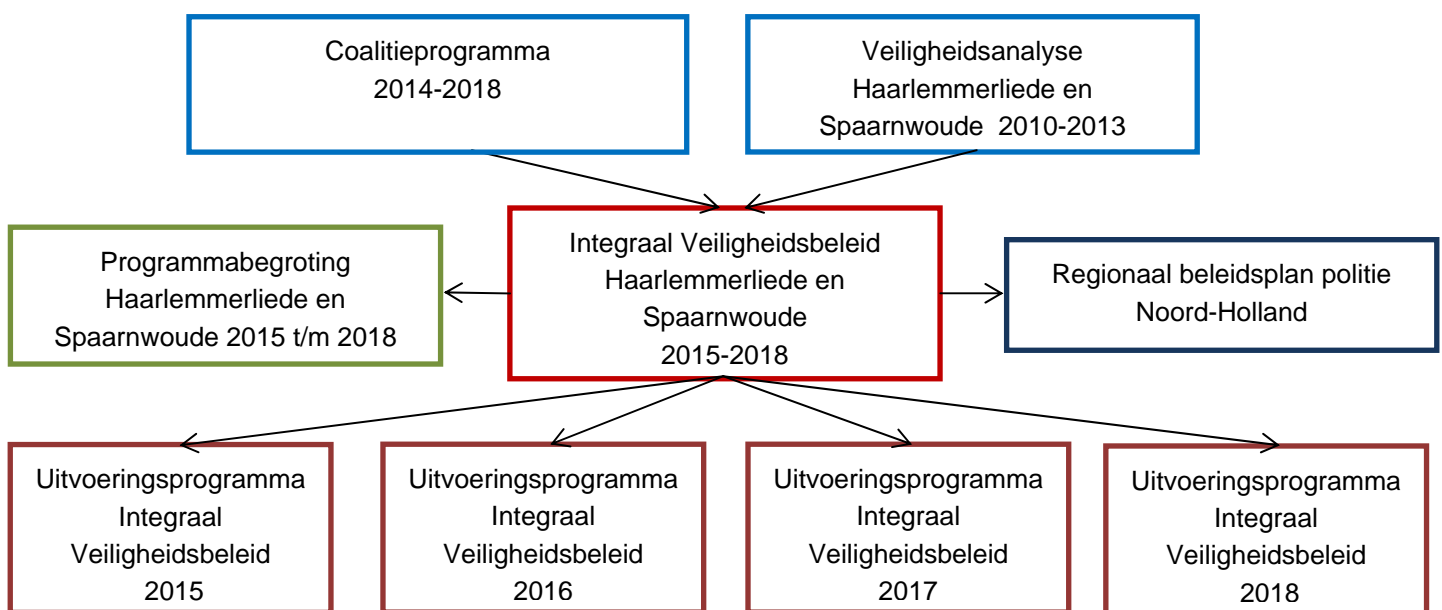 Coalitieprogramma
2014-2018
Veiligheidsanalyse
Haarlemmerliede en
Spaarnwoude 2010-2013
Programmabegroting
Haarlemmerliede en
Spaarnwoude 2015 t/m 2018
Integraal Veiligheidsbeleid
Haarlemmerliede en
Spaarnwoude
2015-2018
Regionaal beleidsplan politie
Noord-Holland
Uitvoeringsprogramma
Integraal
Veiligheidsbeleid
2015
Uitvoeringsprogramma
Integraal
Veiligheidsbeleid
2016
Uitvoeringsprogramma
Integraal
Veiligheidsbeleid
2017
Uitvoeringsprogramma
Integraal
Veiligheidsbeleid
2018